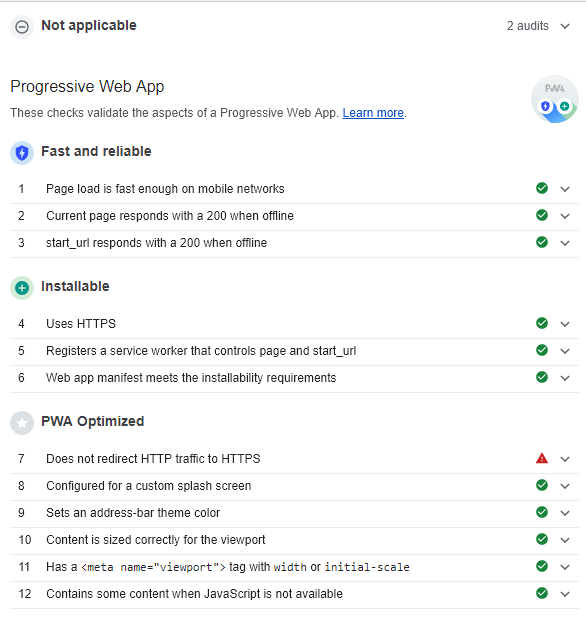 Not applicable 2 audits
Progressive Web App
PWA
These checks validate the aspects of a Progressive Web App. Learn more.
Fast and reliable
1 Page load is fast enough on mobile networks
2 Current page responds with a 200 when offline
3 start_url responds with a 200 when offline
Installable
4 Uses HTTPS
5 Registers a service worker that controls page and start_url
6 Web app manifest meets the installability requirements
PWA Optimized
7 Does not redirect HTTP traffic to HTTPS
8 Configured for a custom splash screen
9 Sets an address-bar theme color
10 Content is sized correctly for the viewport
11 Has a <meta name="viewport"> tag with width or initial-scale
12 Contains some content when JavaScript is not available